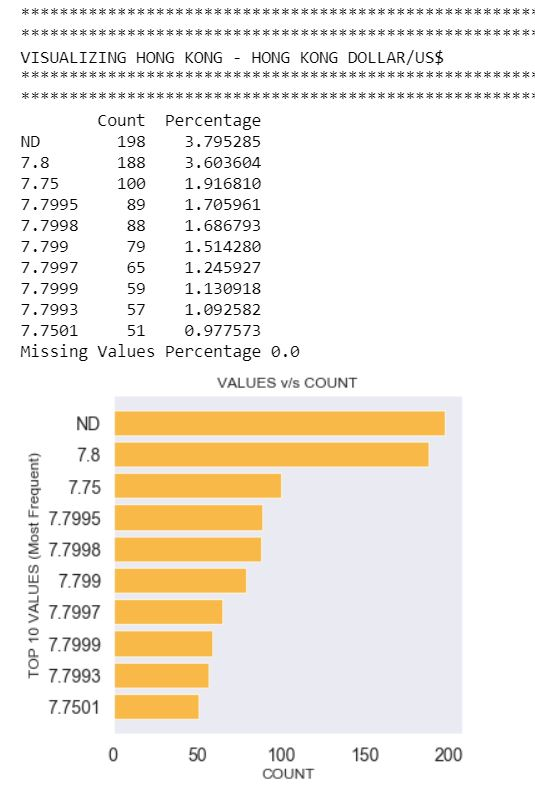 *****************************************************
*****************************************************
VISUALIZING HONG KONG - HONG KONG DOLLAR/US$
*****************************************************
*****************************************************
Count Percentage
ND 198 3.795285
7.8 188 3.603604
7.75 100 1.916810
7.7995 89 1.705961
7.7998 88 1.686793
7.799 79 1.514280
7.7997 65 1.245927
7.7999 59 1.130918
7.7993 57 1.092582
7.7501 51 0.977573
Missing Values Percentage 0.0
VALUES v/s COUNT
TOP 10 VALUES (Most Frequent)
ND
7.8
7.75
7.7995
7.7998
7.799
7.7997
7.7999
7.7993
7.7501
0 50 100 150 200
COUNT